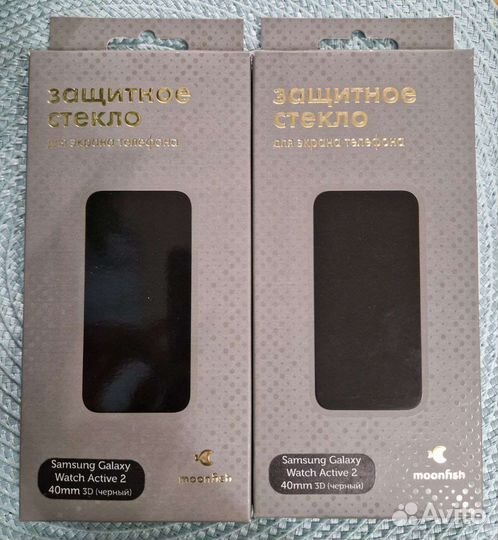 защитное
стекло
для экрана телефона
Samsung Galaxy
Watch Active 2
40mm 3D (черный)
moonfish
защитное
стекло
для экрана телефона
Samsung Galaxy
Watch Active 2
40mm 3D (черный)
moonfish
Avito